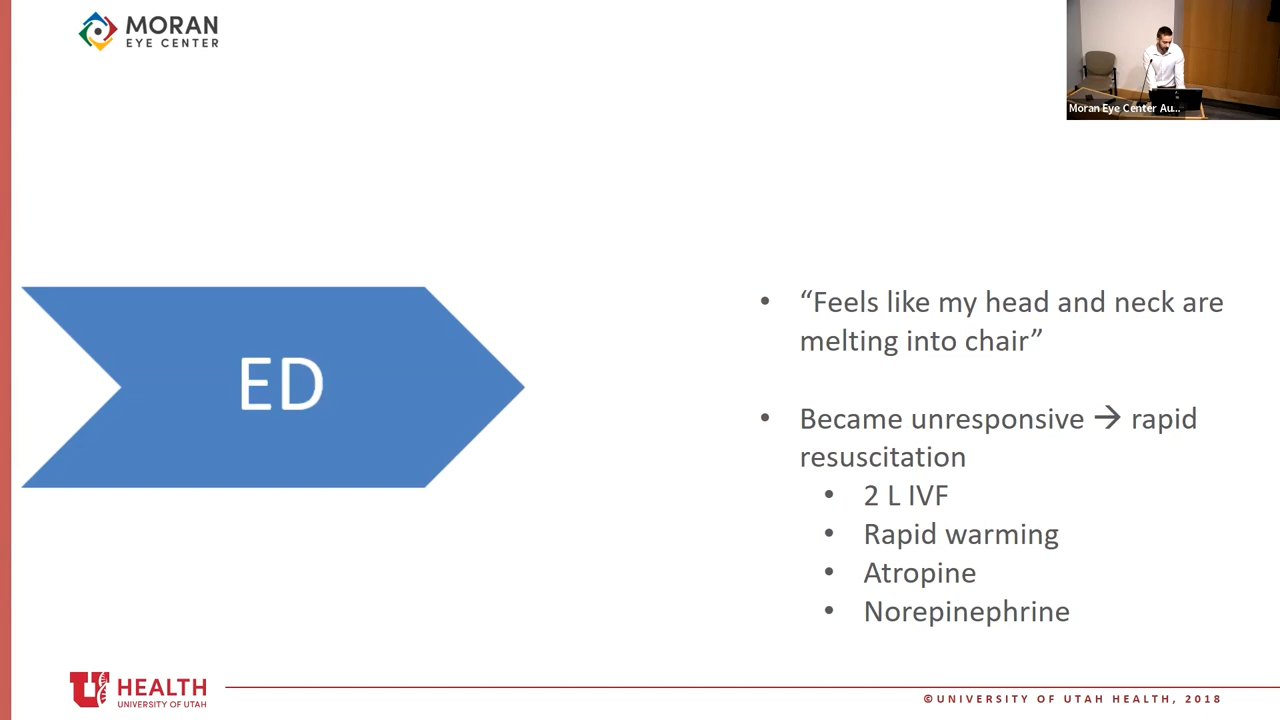 MORAN
EYE CENTER
Moran Eye Center Au...
ED
• “Feels like my head and neck are
melting into chair”
• Became unresponsive → rapid
resuscitation
• 2 L IVF
• Rapid warming
• Atropine
• Norepinephrine
U HEALTH
UNIVERSITY OF UTAH
©UNIVERSITY OF UTAH HEALTH, 2018